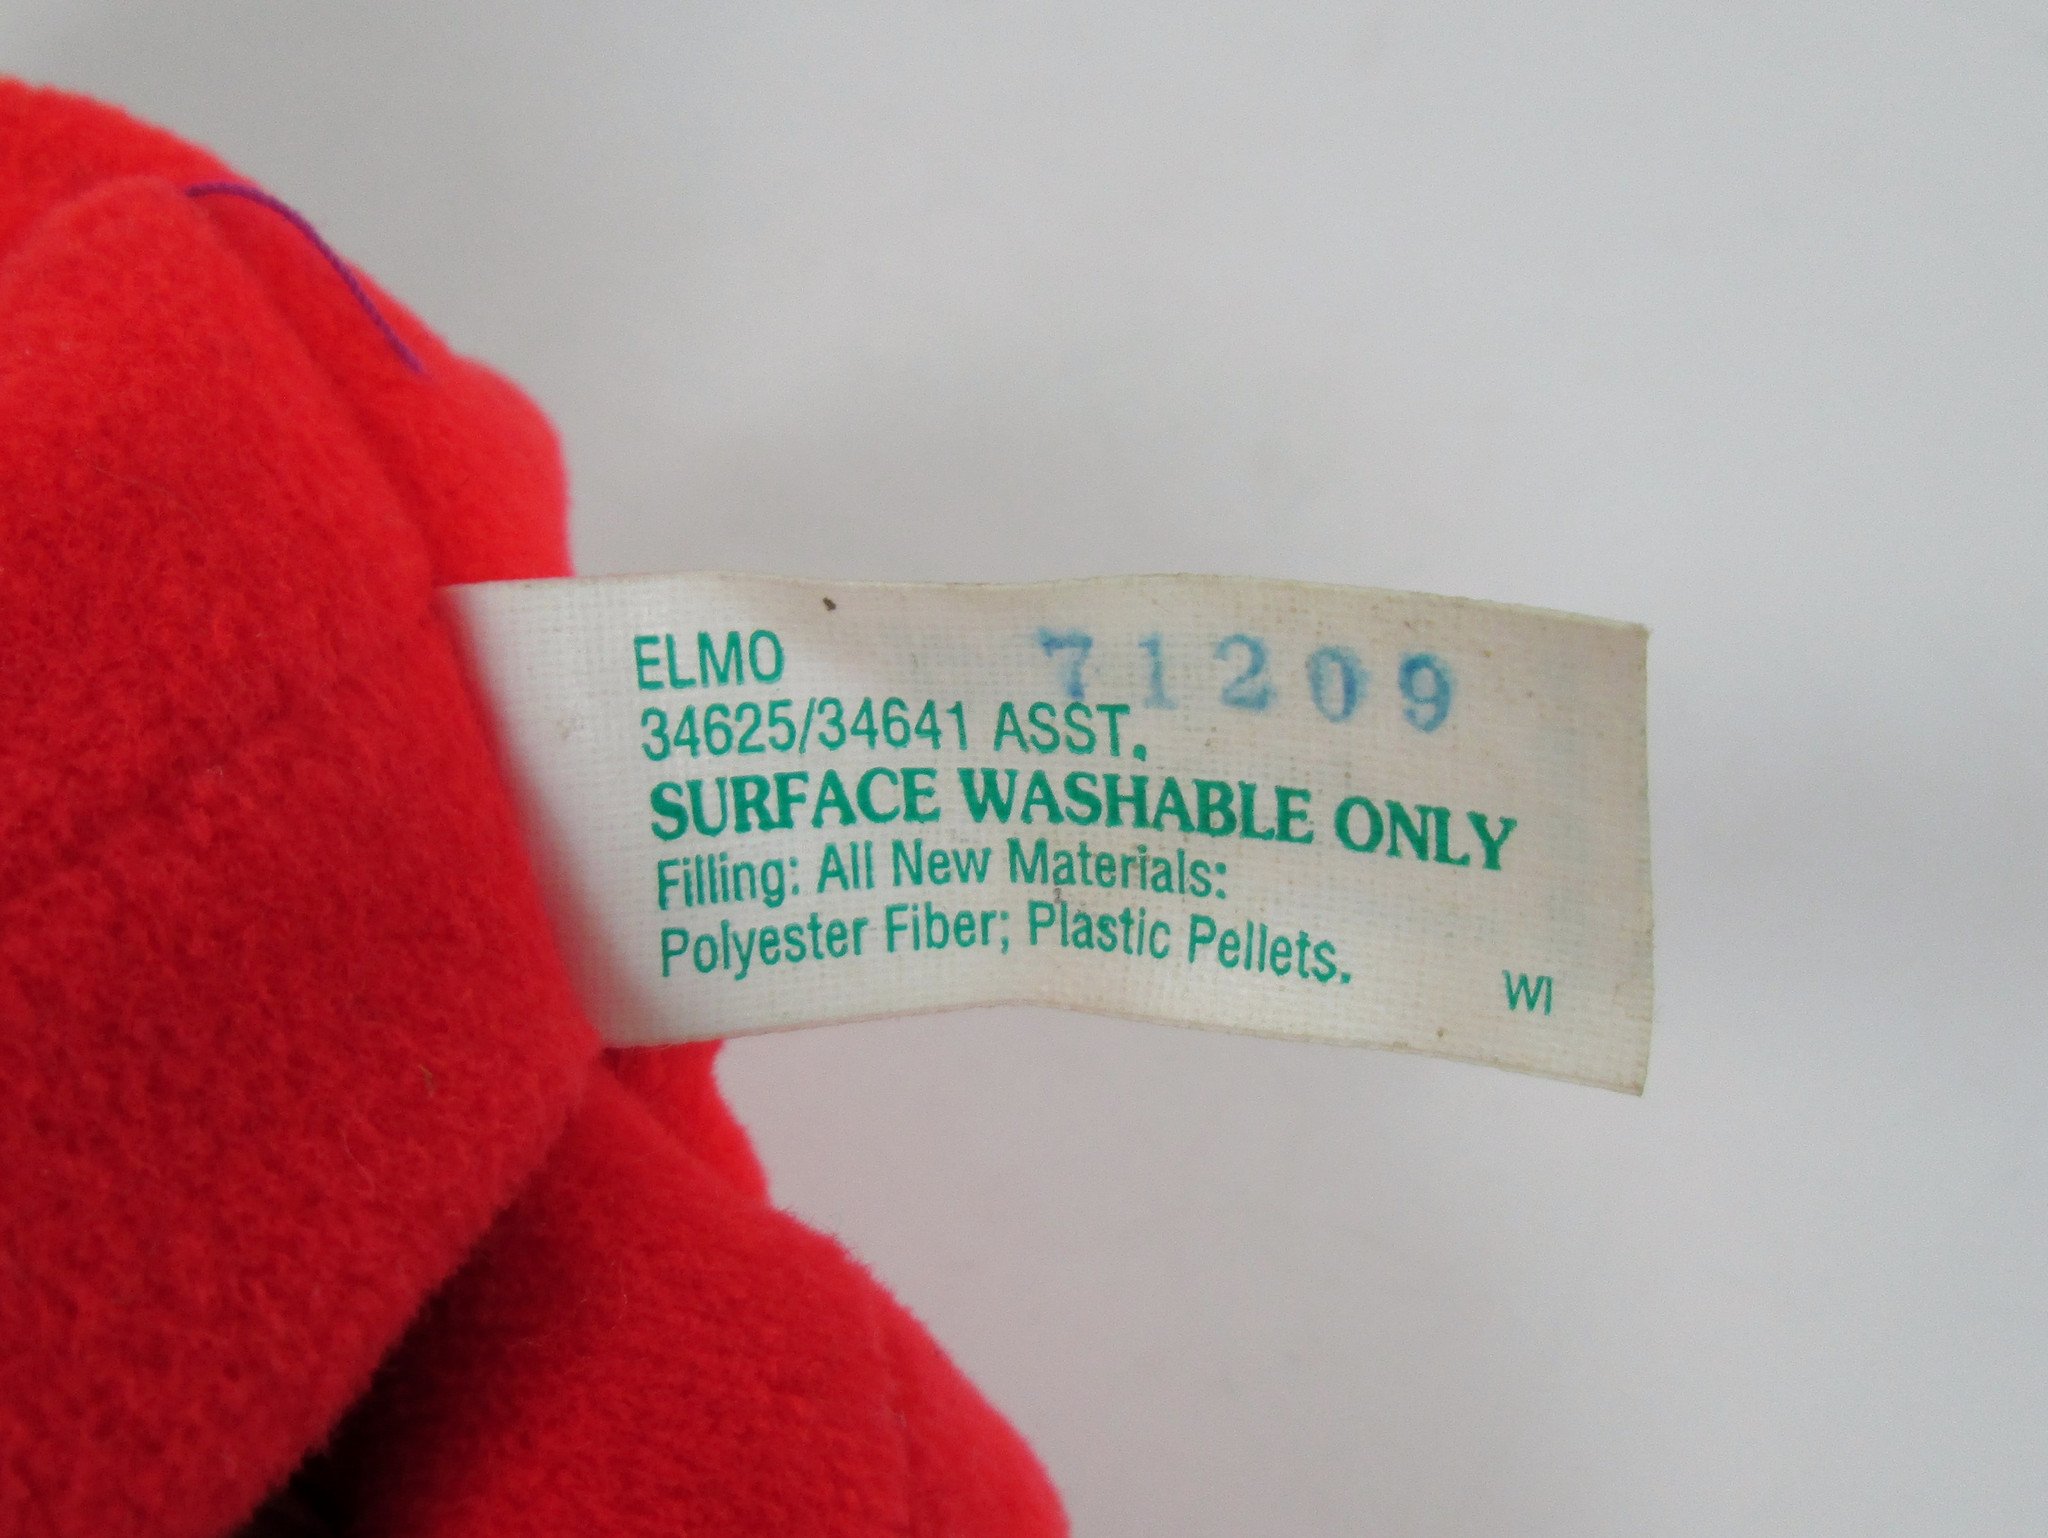 ELMO 71209
34625/34641 ASST.
SURFACE WASHABLE ONLY
Filling: All New Materials:
Polyester Fiber; Plastic Pellets.
WI